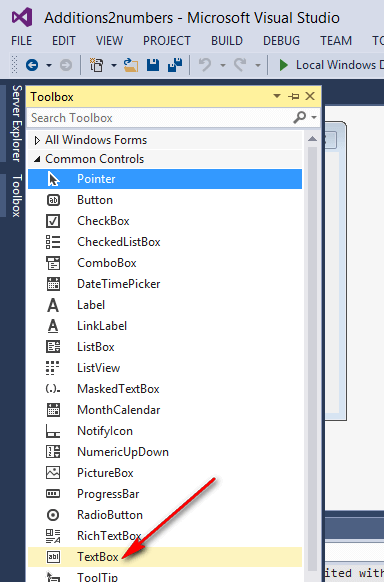 Additions2numbers - Microsoft Visual Studio
FILE EDIT VIEW PROJECT BUILD DEBUG TEAM
Local Windows D
Server Explorer
Toolbox
Toolbox
Search Toolbox
All Windows Forms
Common Controls
Pointer
Button
CheckBox
CheckedListBox
ComboBox
DateTimePicker
Label
LinkLabel
ListBox
ListView
MaskedTextBox
MonthCalendar
NotifyIcon
NumericUpDown
PictureBox
ProgressBar
RadioButton
RichTextBox
TextBox
ToolTip
ited with